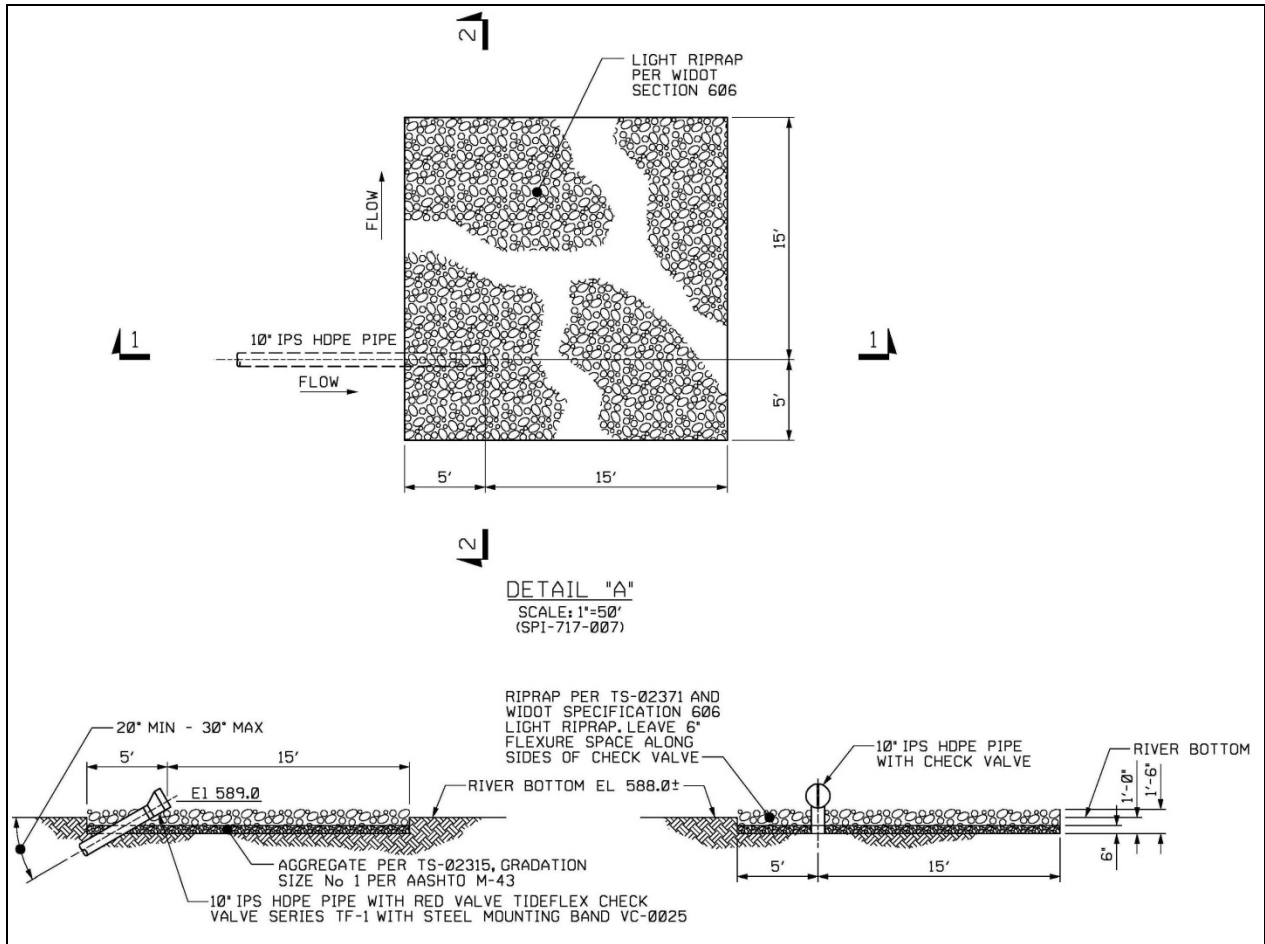 2
LIGHT RIPRAP
PER WIDOT
SECTION 606
FLOW
15'
1
10" IPS HDPE PIPE
1
FLOW
5'
5'
15'
2
DETAIL "A"
SCALE: 1"=50'
(SPI-717-007)
20° MIN - 30° MAX
5'
15'
El 589.0
RIPRAP PER TS-02371 AND
WIDOT SPECIFICATION 606
LIGHT RIPRAP. LEAVE 6"
FLEXURE SPACE ALONG
SIDES OF CHECK VALVE
RIVER BOTTOM EL 588.0±
10" IPS HDPE PIPE
WITH CHECK VALVE
RIVER BOTTOM
1'-0"
1'-6"
6"
5'
15'
AGGREGATE PER TS-02315, GRADATION
SIZE No 1 PER AASHTO M-43
10" IPS HDPE PIPE WITH RED VALVE TIDEFLEX CHECK
VALVE SERIES TF-1 WITH STEEL MOUNTING BAND VC-0025